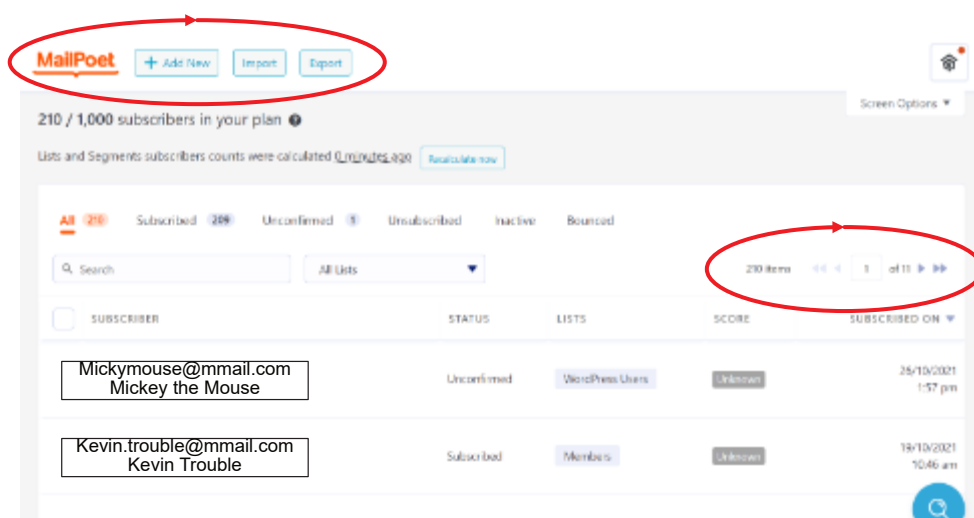 MailPoet + Add New Import Export
Screen Options ▼
210 / 1,000 subscribers in your plan ?
Lists and Segments subscribers counts were calculated 0 minutes ago Recalculate now
All 210 Subscribed 209 Unconfirmed 1 Unsubscribed Inactive Bounced
Search All Lists ▼ 210 items 1 of 11
SUBSCRIBER STATUS LISTS SCORE SUBSCRIBED ON ▼
Mickymouse@mmail.com
Mickey the Mouse
Unconfirmed WordPress Users Unknown
26/10/2021
1:57 pm
Kevin.trouble@mmail.com
Kevin Trouble
Subscribed Members Unknown
19/10/2021
10:46 am